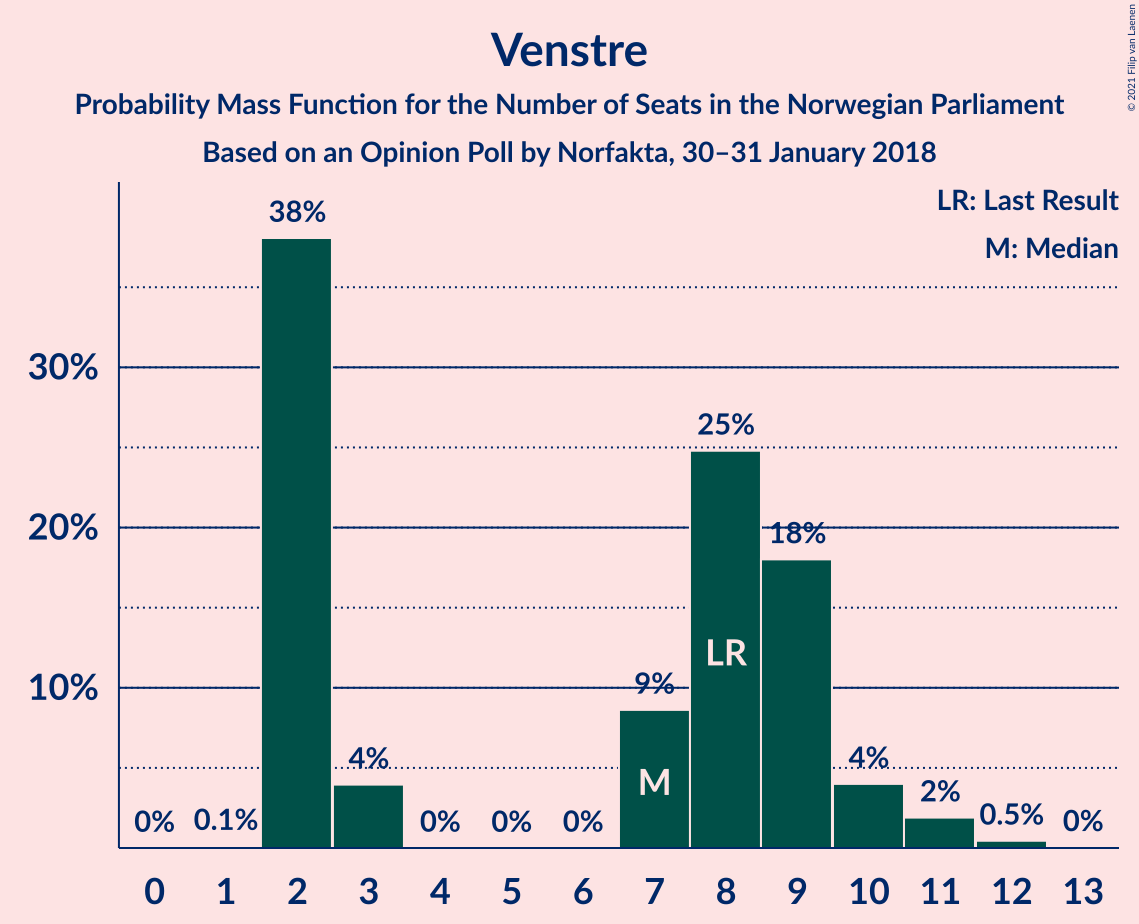 Venstre
Probability Mass Function for the Number of Seats in the Norwegian Parliament
Based on an Opinion Poll by Norfakta, 30–31 January 2018
© 2021 Filip van Laenen
LR: Last Result
M: Median
30%
20%
10%
0%
0.1%
38%
4%
0%
0%
0%
9%
25%
18%
4%
2%
0.5%
0%
M
LR
0 1 2 3 4 5 6 7 8 9 10 11 12 13